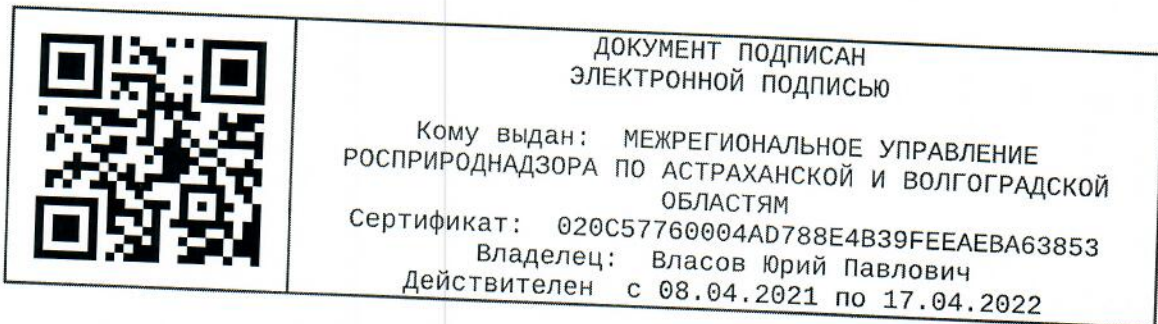 ДОКУМЕНТ ПОДПИСАН
ЭЛЕКТРОННОЙ ПОДПИСЬЮ
Кому выдан: МЕЖРЕГИОНАЛЬНОЕ УПРАВЛЕНИЕ
РОСПРИРОДНАДЗОРА ПО АСТРАХАНСКОЙ И ВОЛГОГРАДСКОЙ
ОБЛАСТЯМ
Сертификат: 020C57760004AD788E4B39FEEAEBA63853
Владелец: Власов Юрий Павлович
Действителен с 08.04.2021 по 17.04.2022